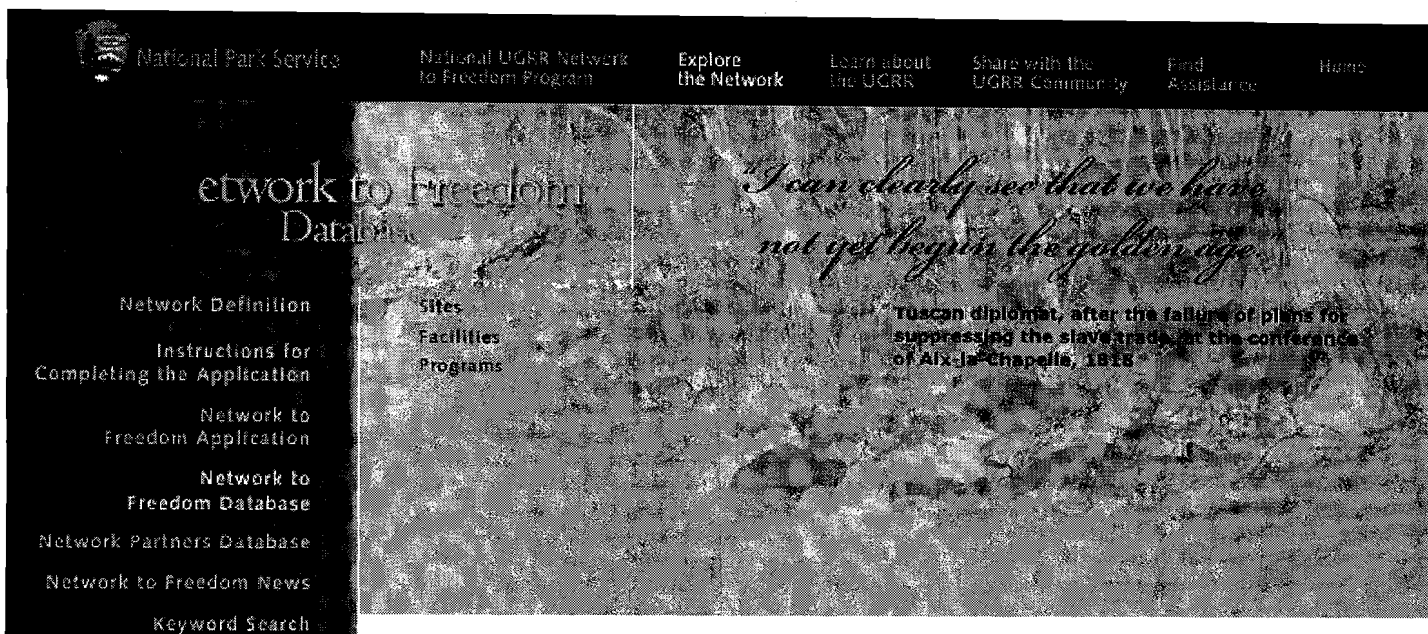 National Park Service
National UGRR Network
to Freedom Program
Explore
the Network
Learn about
the UGRR
Share with the
UGRR Community
Find
Assistance
Home
etwork to Freedom
Database
"I can clearly see that we have
not yet begun the golden age.
Tuscan diplomat, after the failure of plans for
suppressing the slave trade, at the conference
of Aix-la-Chapelle, 1818
Sites
Facilities
Programs
Network Definition
Instructions for
Completing the Application
Network to
Freedom Application
Network to
Freedom Database
Network Partners Database
Network to Freedom News
Keyword Search